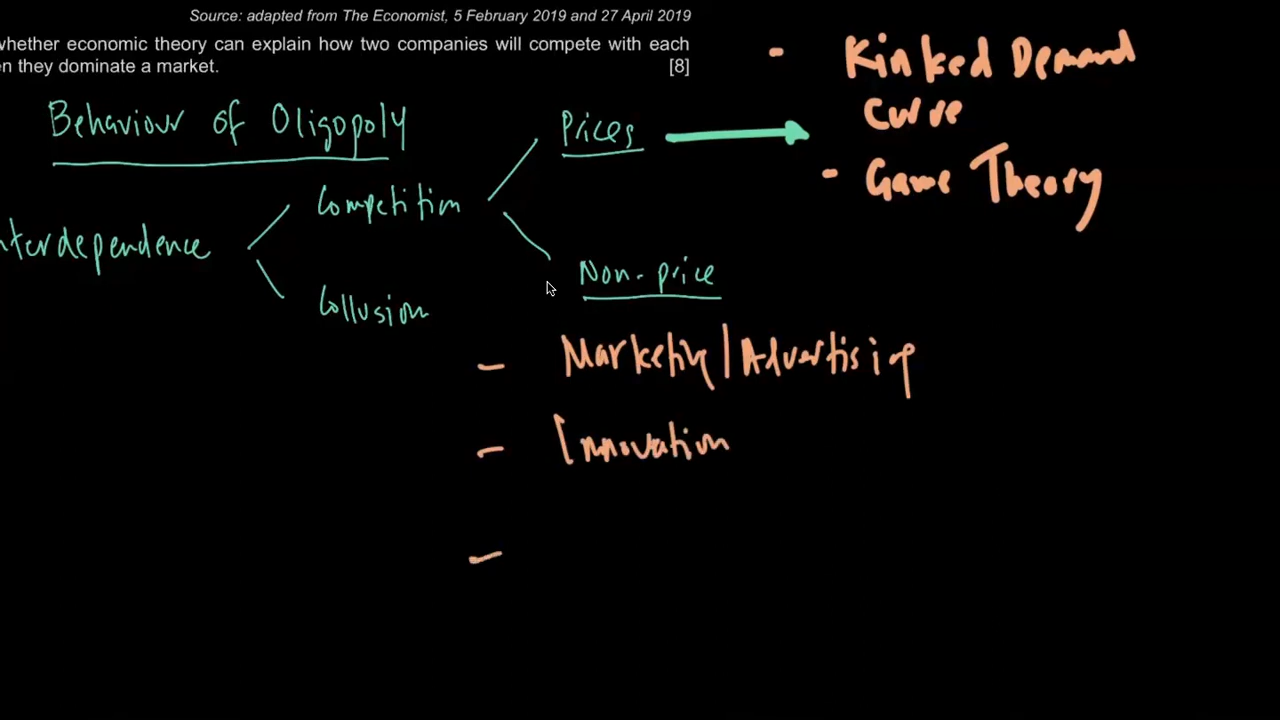 Source: adapted from The Economist, 5 February 2019 and 27 April 2019
whether economic theory can explain how two companies will compete with each
en they dominate a market. [8]
- Kinked Demand
Curve
- Game Theory
Behaviour of Oligopoly
Prices
Competition
nterdependence
Non-price
Collusion
- Marketing/Advertising
- Innovation
-